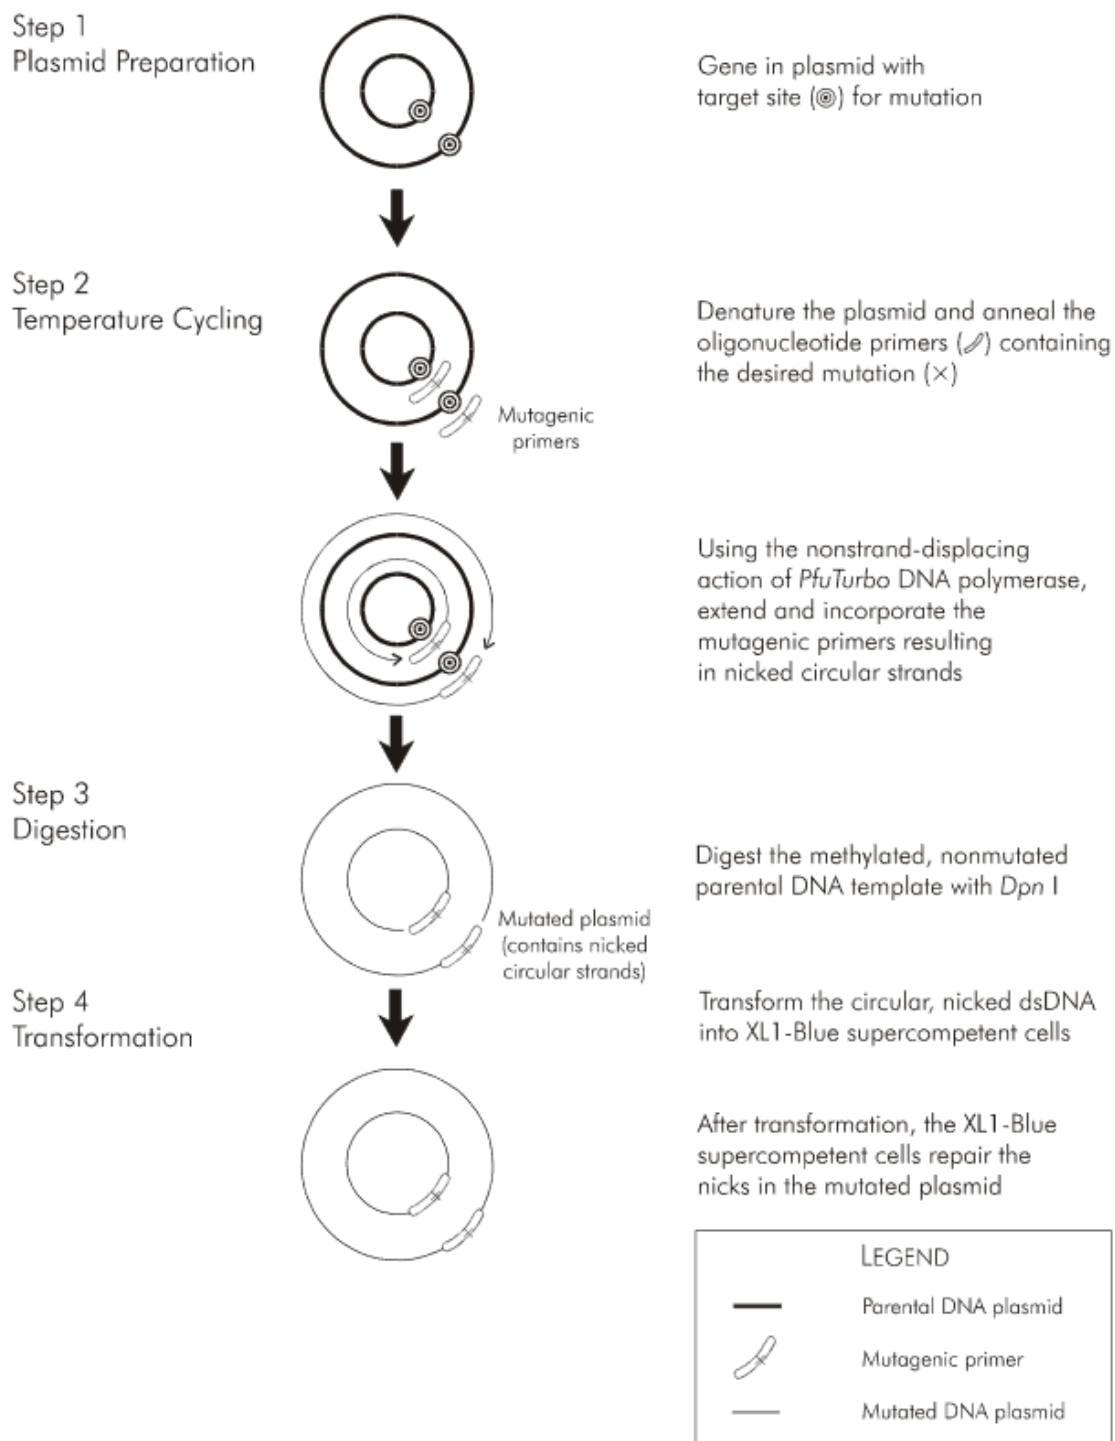 Step 1
Plasmid Preparation
Gene in plasmid with
target site (◎) for mutation
Step 2
Temperature Cycling
Denature the plasmid and anneal the
oligonucleotide primers () containing
the desired mutation (×)
Mutagenic
primers
Using the nonstrand-displacing
action of PfuTurbo DNA polymerase,
extend and incorporate the
mutagenic primers resulting
in nicked circular strands
Step 3
Digestion
Digest the methylated, nonmutated
parental DNA template with Dpn I
Mutated plasmid
(contains nicked
circular strands)
Step 4
Transformation
Transform the circular, nicked dsDNA
into XL1-Blue supercompetent cells
After transformation, the XL1-Blue
supercompetent cells repair the
nicks in the mutated plasmid
LEGEND
Parental DNA plasmid
Mutagenic primer
Mutated DNA plasmid